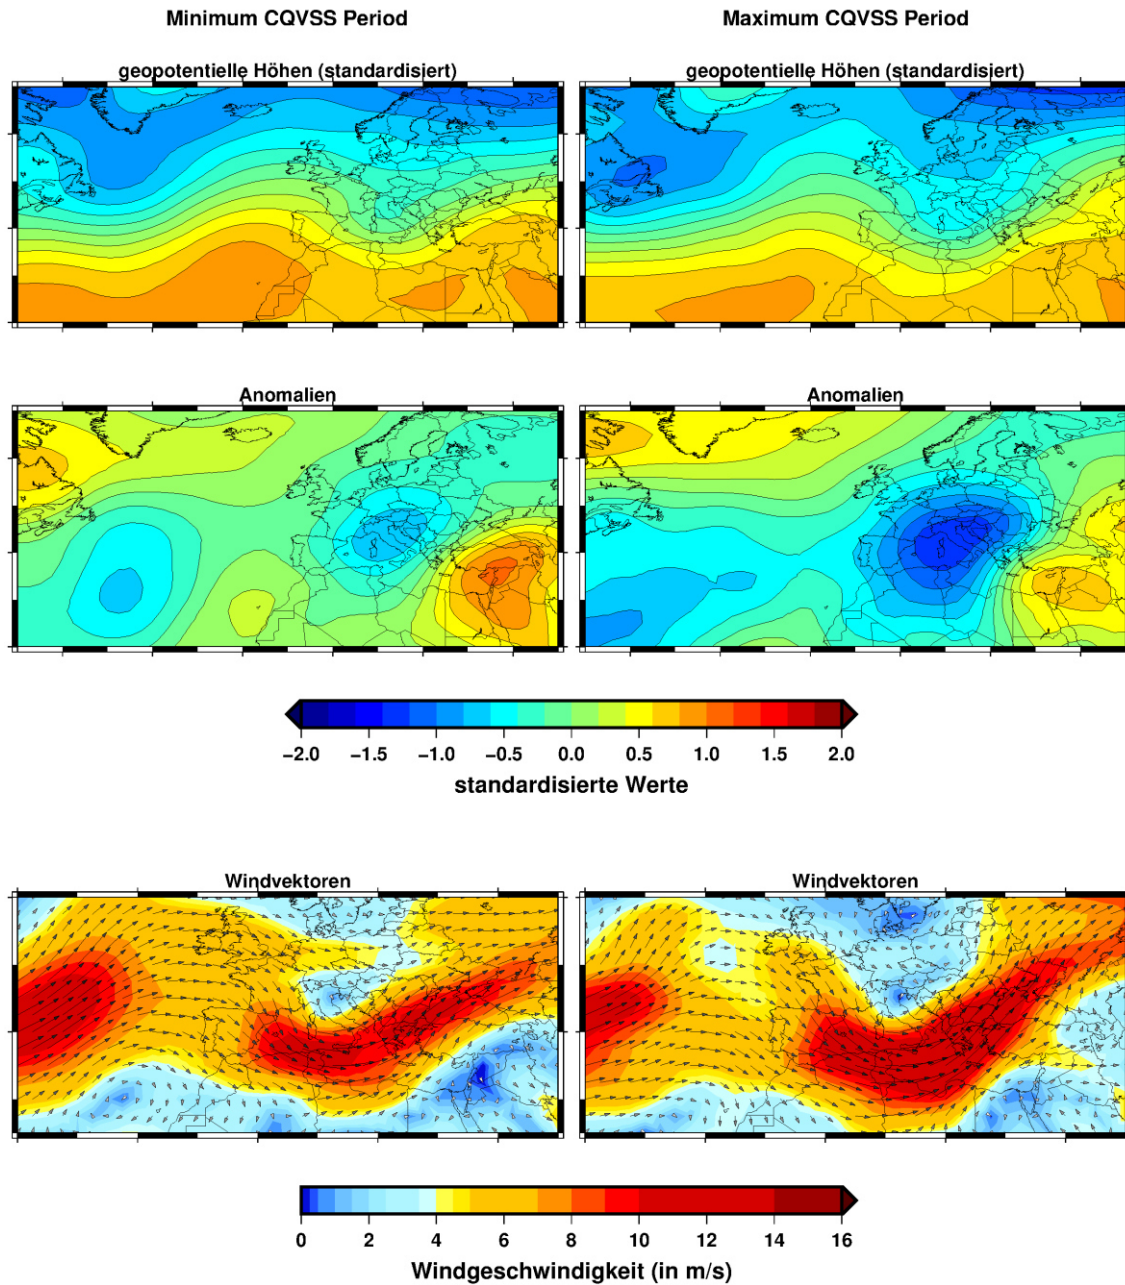 Minimum CQVSS Period
Maximum CQVSS Period
geopotentielle Höhen (standardisiert)
geopotentielle Höhen (standardisiert)
Anomalien
Anomalien
−2.0 −1.5 −1.0 −0.5 0.0 0.5 1.0 1.5 2.0
standardisierte Werte
Windvektoren
Windvektoren
0 2 4 6 8 10 12 14 16
Windgeschwindigkeit (in m/s)